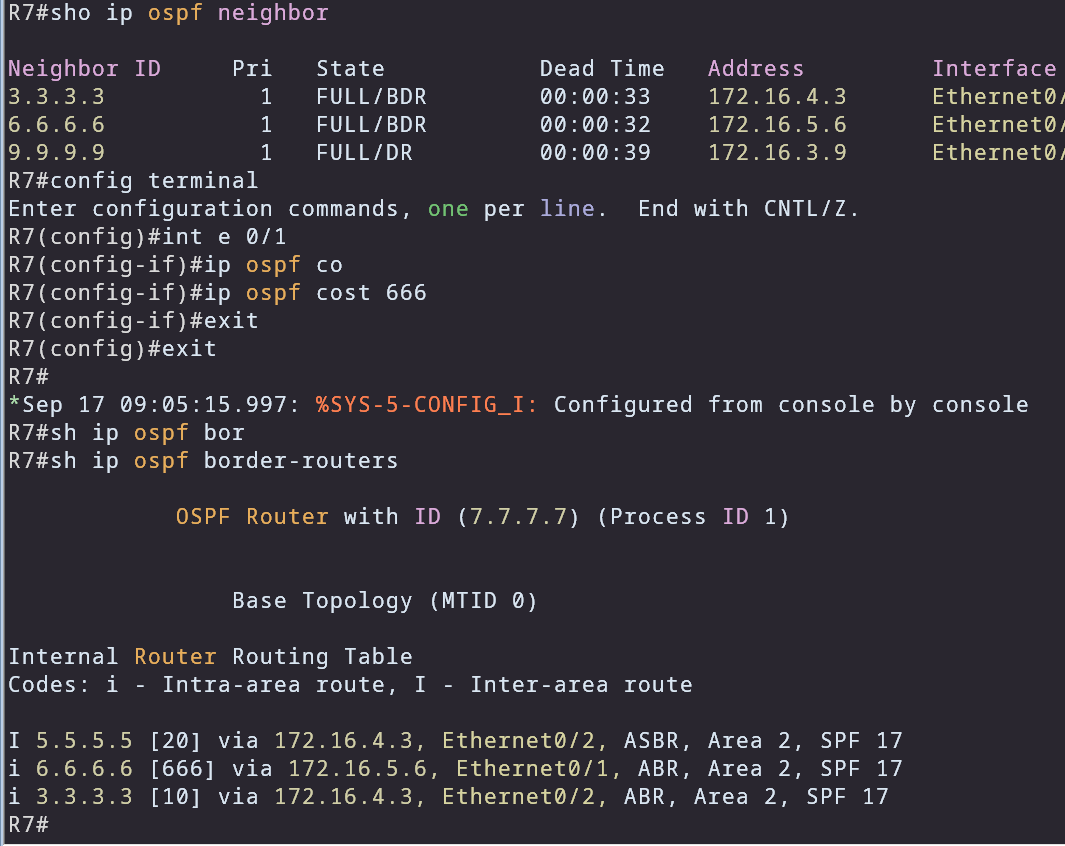 R7#sho ip ospf neighbor
Neighbor ID     Pri   State           Dead Time   Address         Interface
3.3.3.3           1   FULL/BDR        00:00:33    172.16.4.3      Ethernet0/
6.6.6.6           1   FULL/BDR        00:00:32    172.16.5.6      Ethernet0/
9.9.9.9           1   FULL/DR         00:00:39    172.16.3.9      Ethernet0/
R7#config terminal
Enter configuration commands, one per line.  End with CNTL/Z.
R7(config)#int e 0/1
R7(config-if)#ip ospf co
R7(config-if)#ip ospf cost 666
R7(config-if)#exit
R7(config)#exit
R7#
*Sep 17 09:05:15.997: %SYS-5-CONFIG_I: Configured from console by console
R7#sh ip ospf bor
R7#sh ip ospf border-routers
            OSPF Router with ID (7.7.7.7) (Process ID 1)
                Base Topology (MTID 0)
Internal Router Routing Table
Codes: i - Intra-area route, I - Inter-area route
I 5.5.5.5 [20] via 172.16.4.3, Ethernet0/2, ASBR, Area 2, SPF 17
i 6.6.6.6 [666] via 172.16.5.6, Ethernet0/1, ABR, Area 2, SPF 17
i 3.3.3.3 [10] via 172.16.4.3, Ethernet0/2, ABR, Area 2, SPF 17
R7#